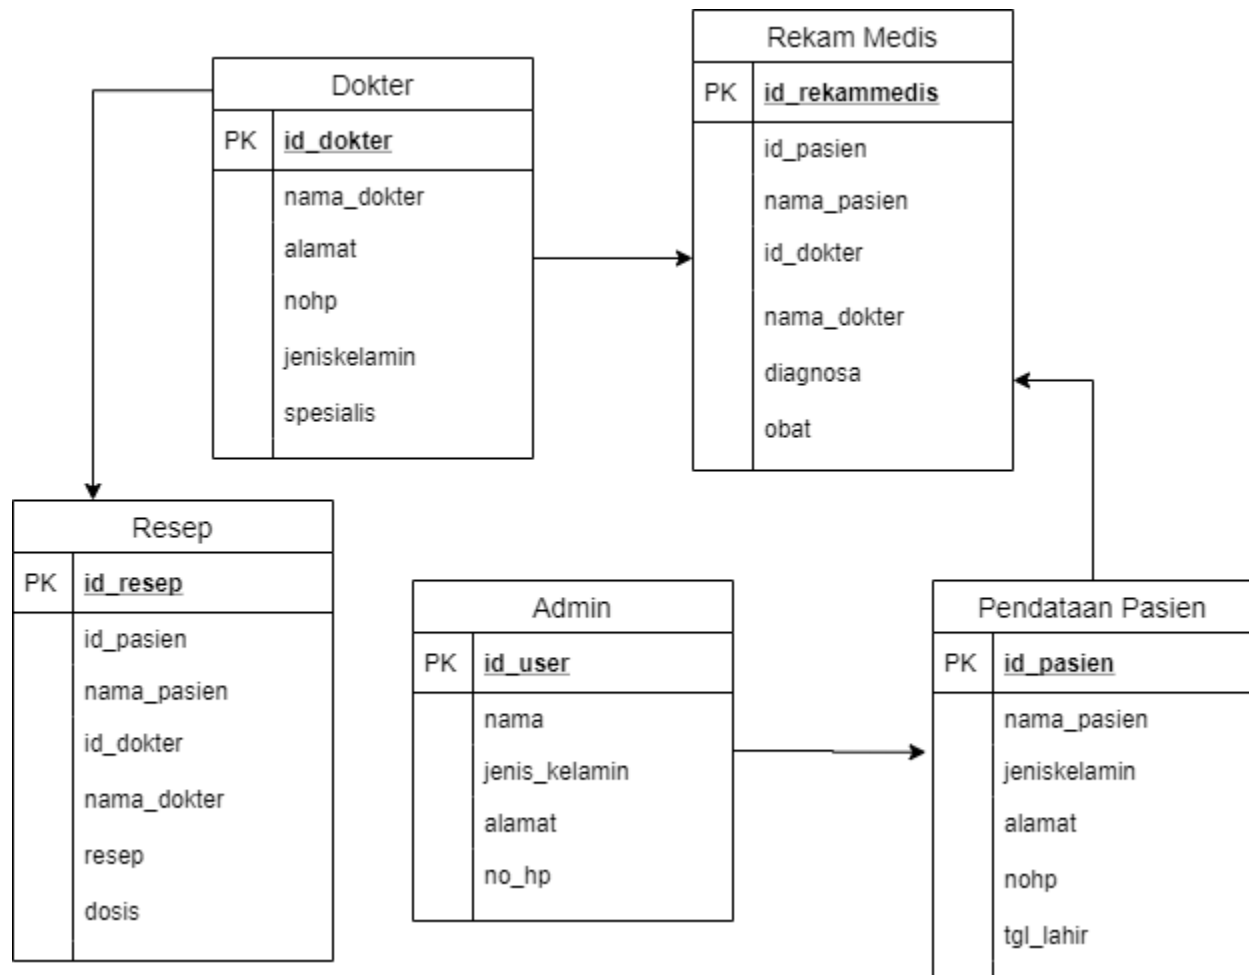 Dokter
PK id_dokter
nama_dokter
alamat
nohp
jeniskelamin
spesialis
Rekam Medis
PK id_rekammedis
id_pasien
nama_pasien
id_dokter
nama_dokter
diagnosa
obat
Resep
PK id_resep
id_pasien
nama_pasien
id_dokter
nama_dokter
resep
dosis
Admin
PK id_user
nama
jenis_kelamin
alamat
no_hp
Pendataan Pasien
PK id_pasien
nama_pasien
jeniskelamin
alamat
nohp
tgl_lahir